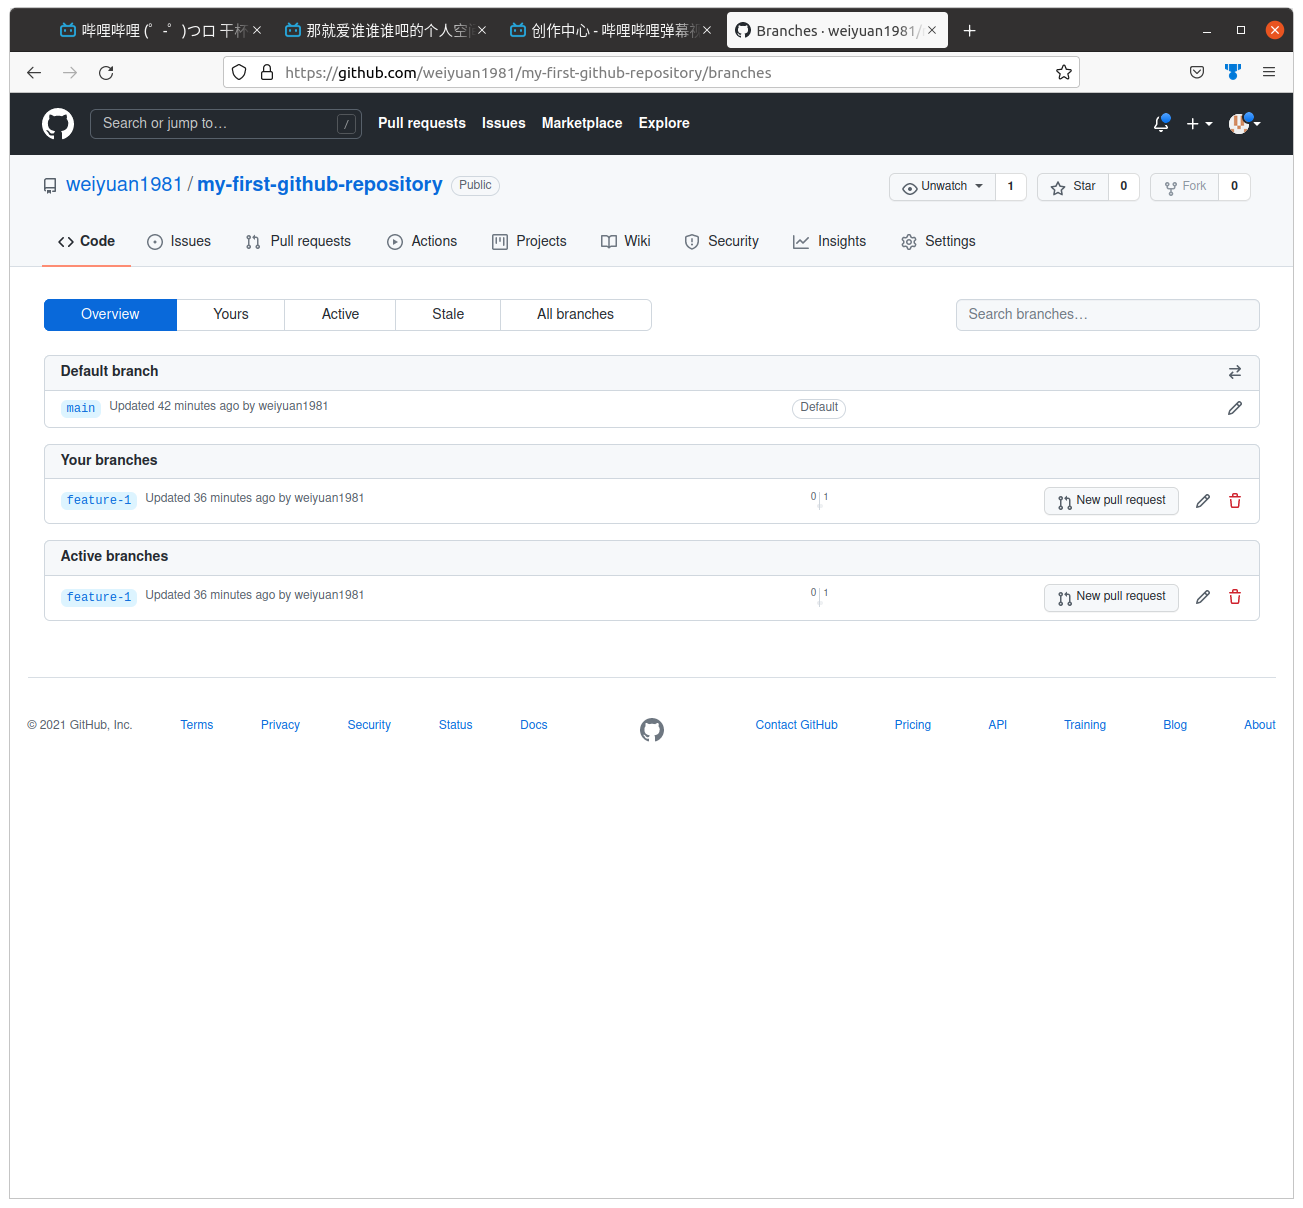 哔哩哔哩 (゜-゜)つロ 干杯
那就爱谁谁谁吧的个人空间
创作中心 - 哔哩哔哩弹幕视
Branches · weiyuan1981/
https://github.com/weiyuan1981/my-first-github-repository/branches
Search or jump to… /
Pull requests Issues Marketplace Explore
weiyuan1981 / my-first-github-repository Public
Unwatch 1 Star 0 Fork 0
Code Issues Pull requests Actions Projects Wiki Security Insights Settings
Overview Yours Active Stale All branches Search branches…
Default branch
main Updated 42 minutes ago by weiyuan1981 Default
Your branches
feature-1 Updated 36 minutes ago by weiyuan1981 0 1 New pull request
Active branches
feature-1 Updated 36 minutes ago by weiyuan1981 0 1 New pull request
© 2021 GitHub, Inc. Terms Privacy Security Status Docs Contact GitHub Pricing API Training Blog About